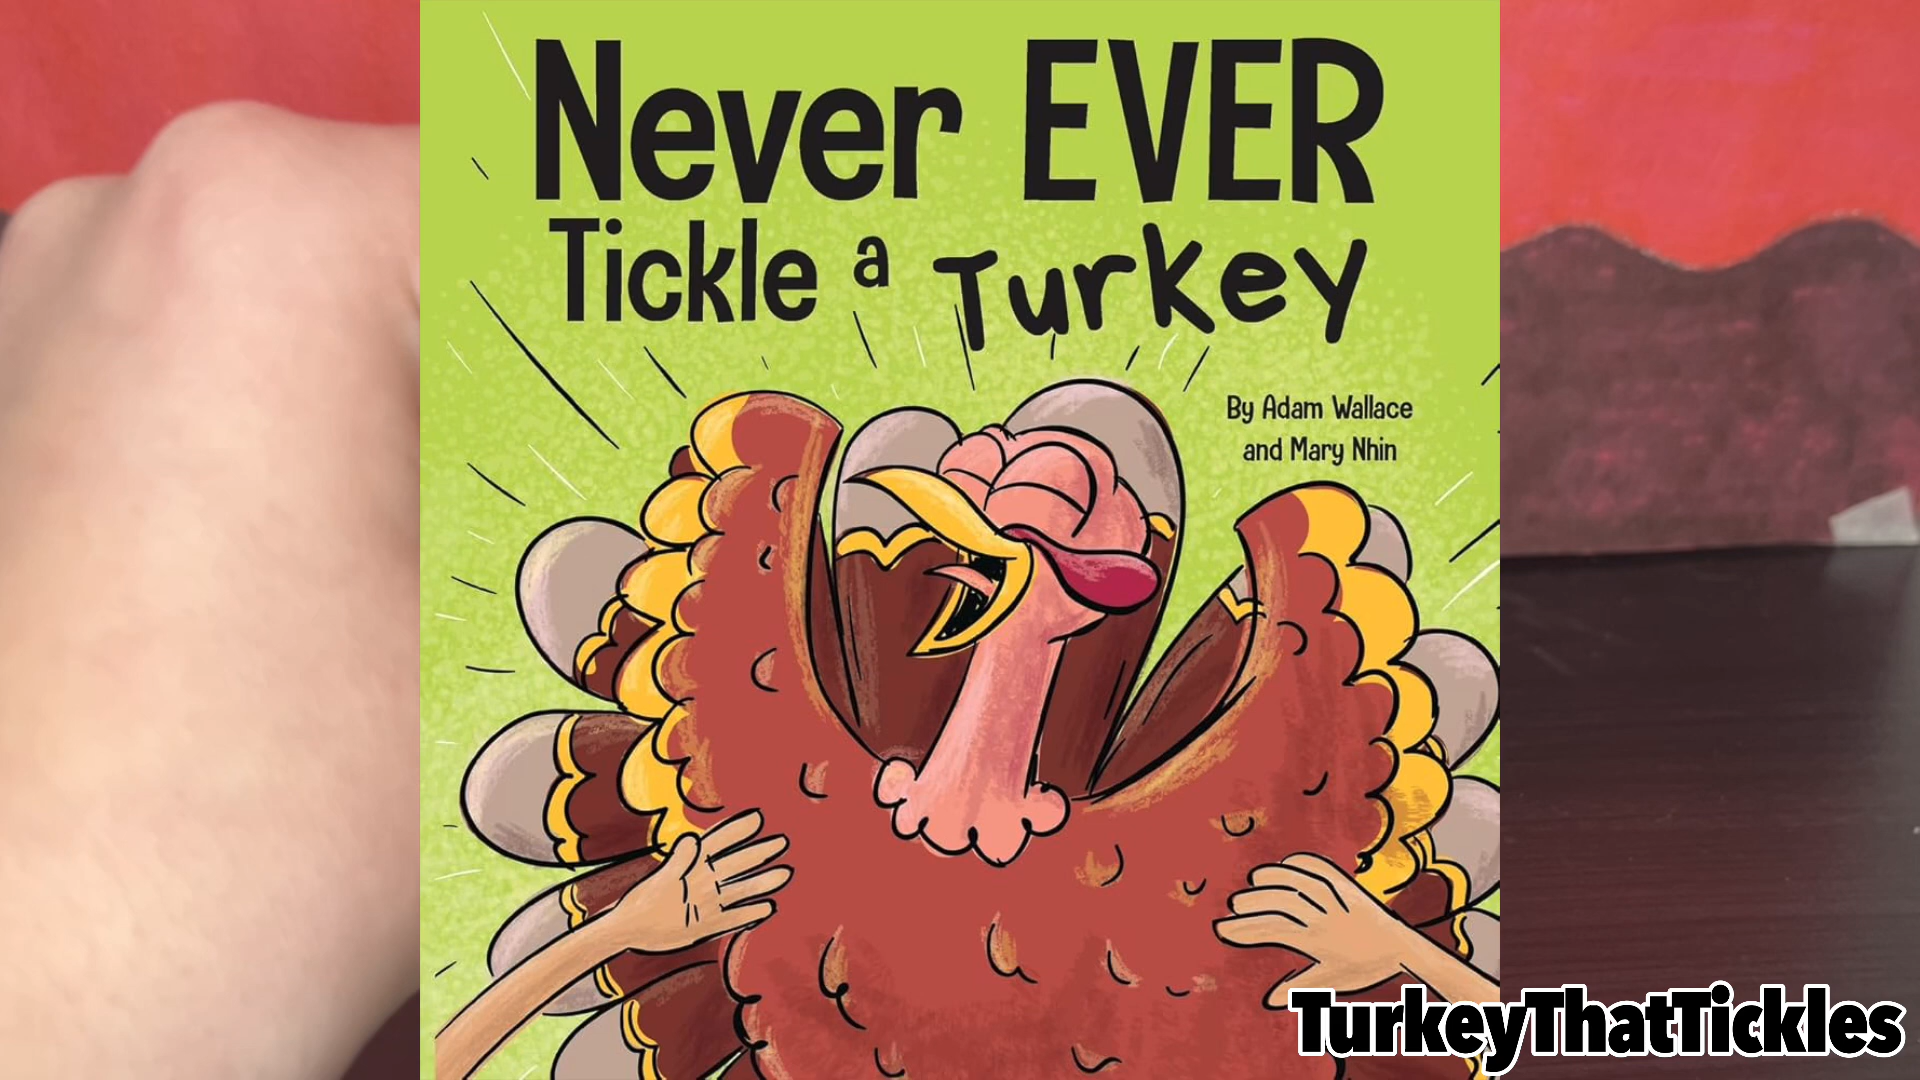 Never EVER
Tickle a Turkey
By Adam Wallace
and Mary Nhin
TurkeyThatTickles